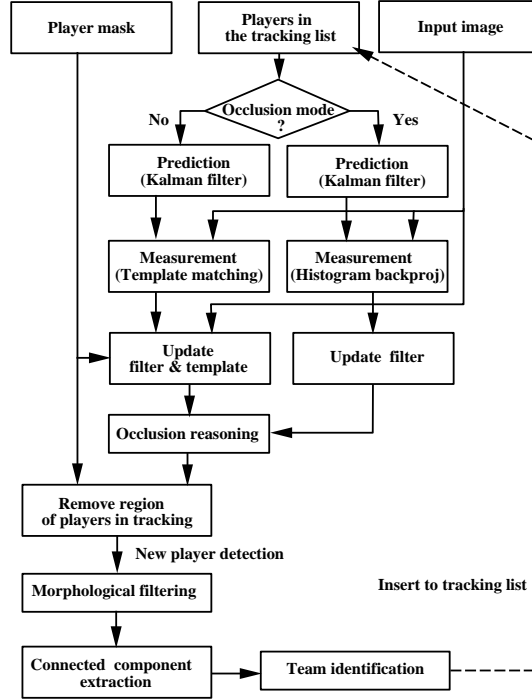 Player mask
Players in
the tracking list
Input image
Occlusion mode
?
No
Yes
Prediction
(Kalman filter)
Prediction
(Kalman filter)
Measurement
(Template matching)
Measurement
(Histogram backproj)
Update
filter & template
Update filter
Occlusion reasoning
Remove region
of players in tracking
New player detection
Morphological filtering
Insert to tracking list
Connected component
extraction
Team identification